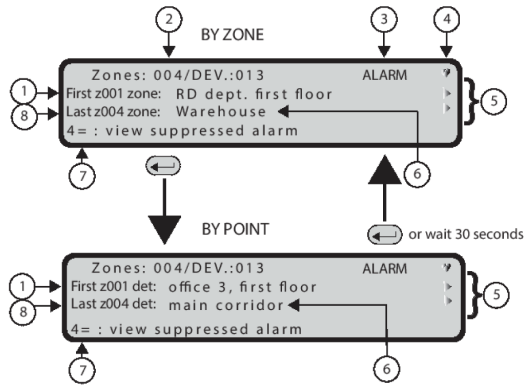 2 BY ZONE 3 4
Zones: 004/DEV.:013 ALARM
1 First z001 zone: RD dept. first floor
8 Last z004 zone: Warehouse 5
4= : view suppressed alarm
7 6
BY POINT or wait 30 seconds
Zones: 004/DEV.:013 ALARM
1 First z001 det: office 3, first floor
8 Last z004 det: main corridor 5
4= : view suppressed alarm
7 6